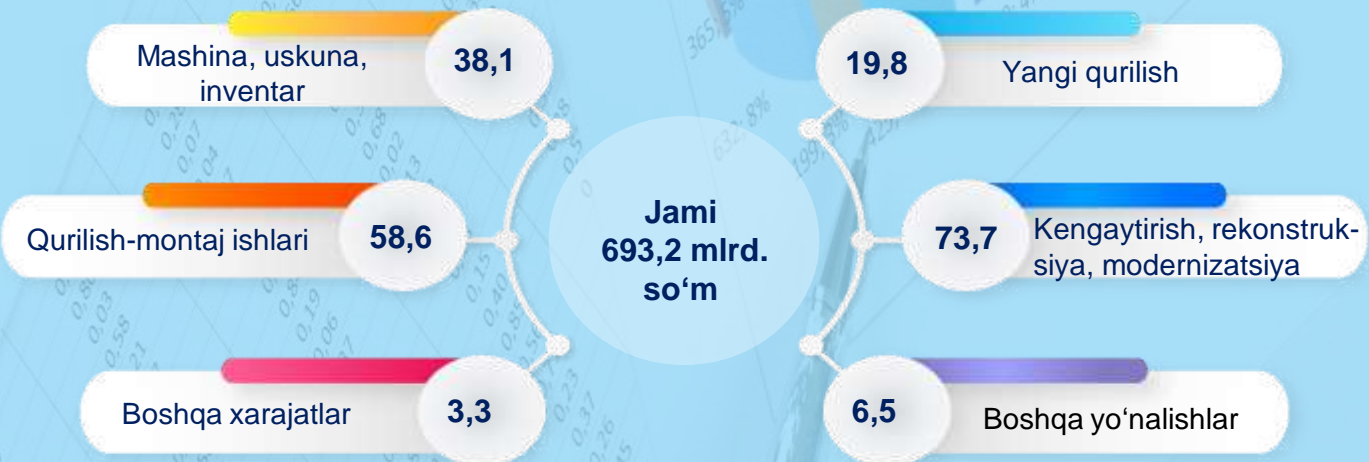 Mashina, uskuna,
inventar
38,1
Qurilish-montaj ishlari
58,6
Boshqa xarajatlar
3,3
Jami
693,2 mlrd.
so‘m
19,8
Yangi qurilish
73,7
Kengaytirish, rekonstruk-
siya, modernizatsiya
6,5
Boshqa yo‘nalishlar